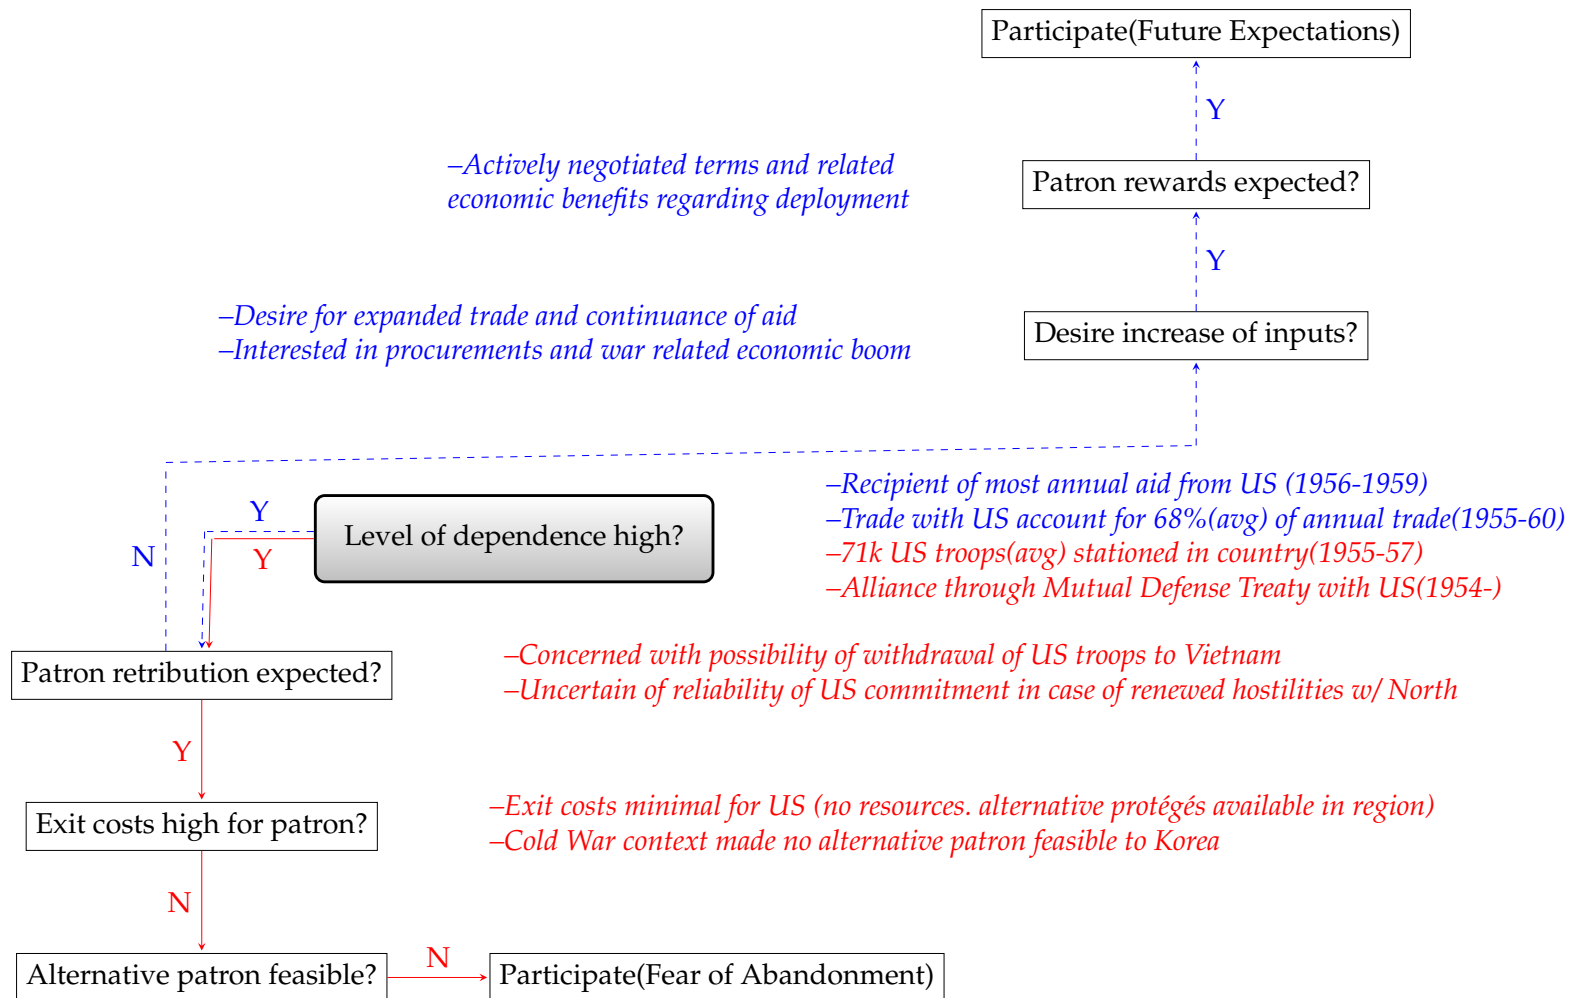 Participate(Future Expectations)
Y
–Actively negotiated terms and related
economic benefits regarding deployment
Patron rewards expected?
Y
–Desire for expanded trade and continuance of aid
–Interested in procurements and war related economic boom
Desire increase of inputs?
–Recipient of most annual aid from US (1956-1959)
–Trade with US account for 68%(avg) of annual trade(1955-60)
–71k US troops(avg) stationed in country(1955-57)
–Alliance through Mutual Defense Treaty with US(1954-)
Y
Level of dependence high?
Y
N
Patron retribution expected?
–Concerned with possibility of withdrawal of US troops to Vietnam
–Uncertain of reliability of US commitment in case of renewed hostilities w/ North
Y
Exit costs high for patron?
–Exit costs minimal for US (no resources. alternative protégés available in region)
–Cold War context made no alternative patron feasible to Korea
N
Alternative patron feasible?
N
Participate(Fear of Abandonment)